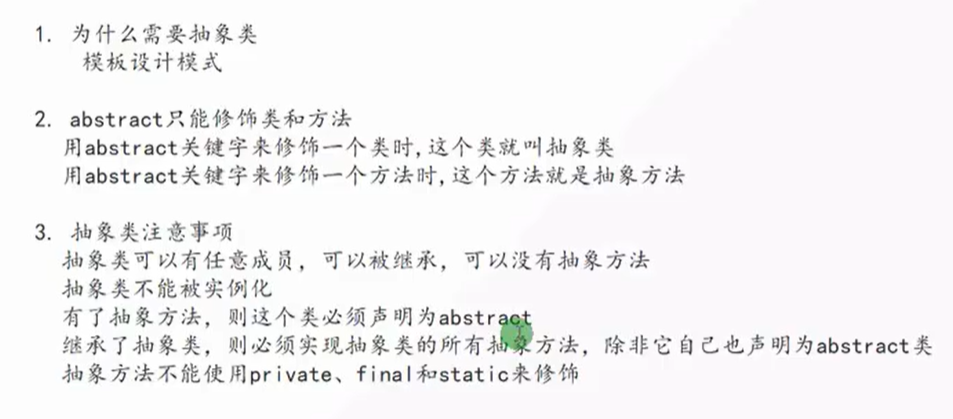 1. 为什么需要抽象类
模板设计模式
2. abstract只能修饰类和方法
用abstract关键字来修饰一个类时,这个类就叫抽象类
用abstract关键字来修饰一个方法时,这个方法就是抽象方法
3. 抽象类注意事项
抽象类可以有任意成员，可以被继承，可以没有抽象方法
抽象类不能被实例化
有了抽象方法，则这个类必须声明为abstract
继承了抽象类，则必须实现抽象类的所有抽象方法，除非它自己也声明为abstract类
抽象方法不能使用private、final和static来修饰